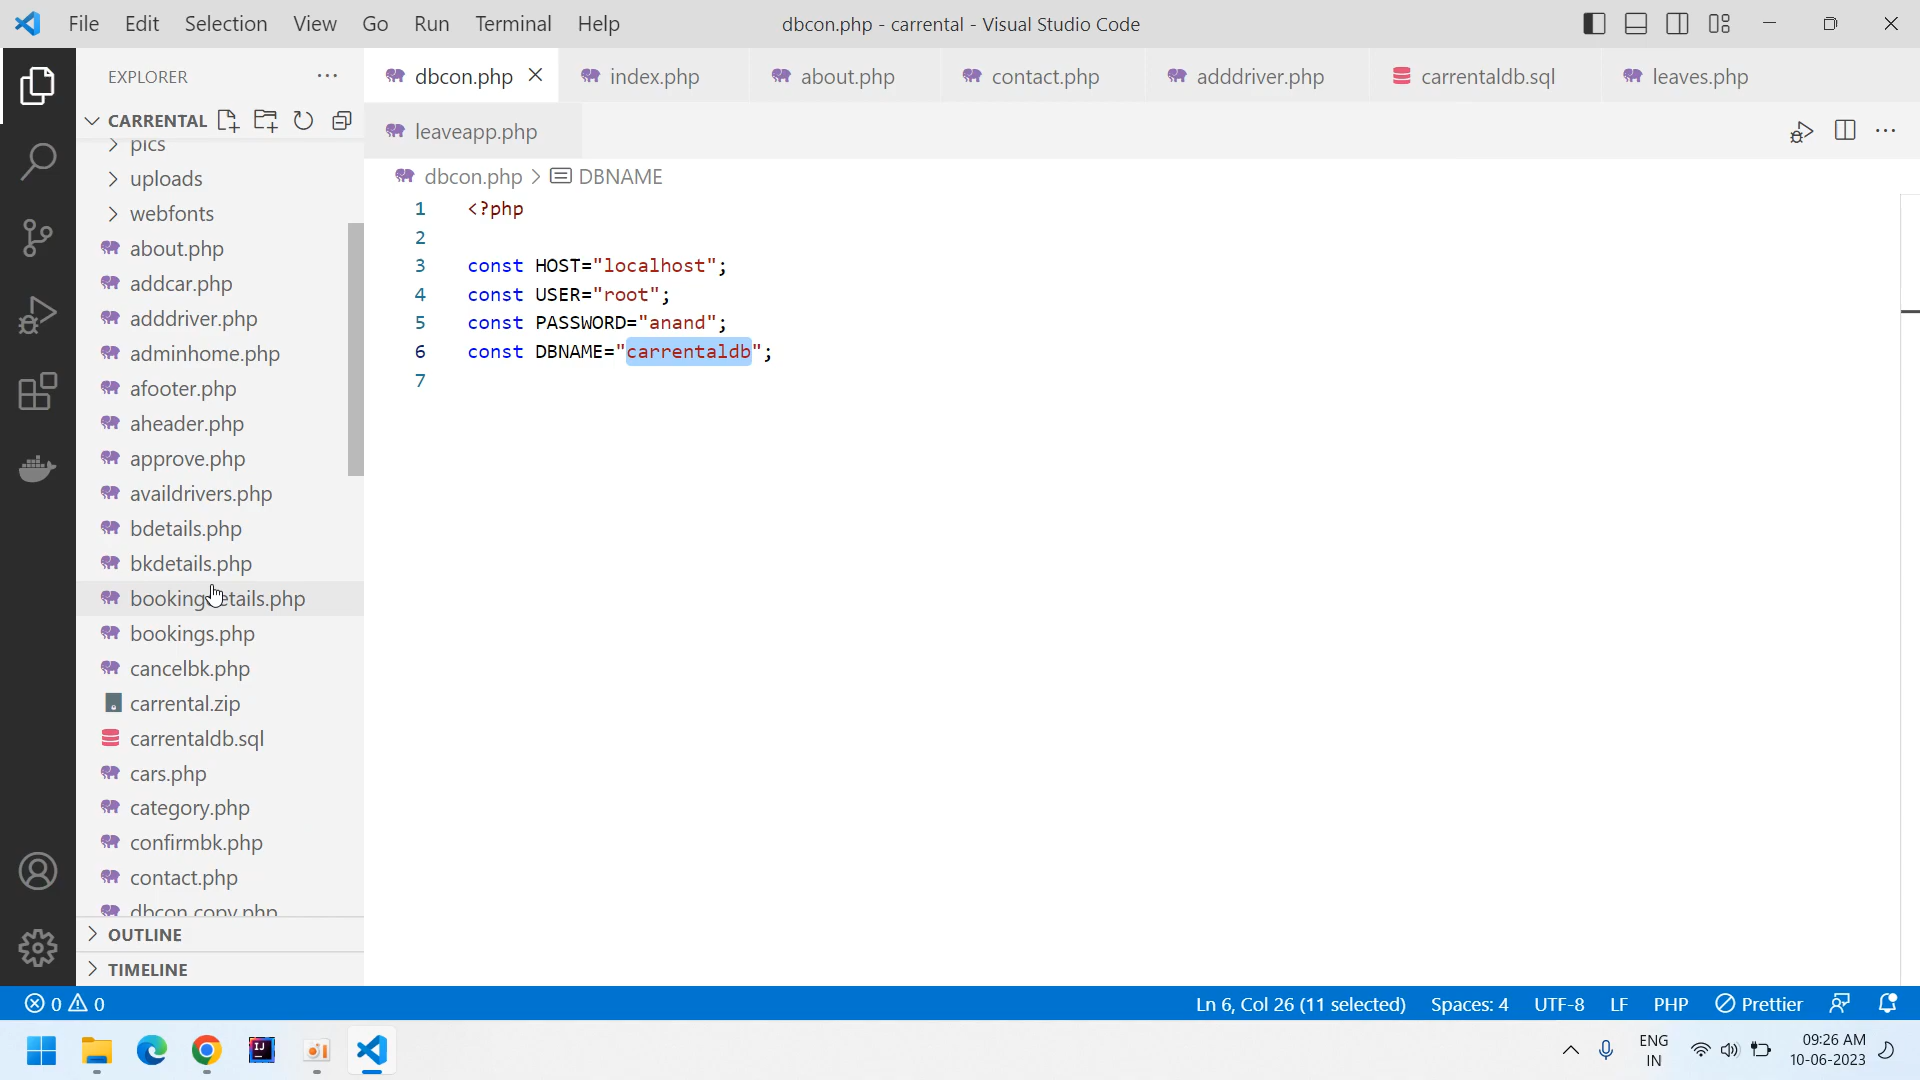 File Edit Selection View Go Run Terminal Help
dbcon.php - carrental - Visual Studio Code
EXPLORER
dbcon.php index.php about.php contact.php adddriver.php carrentaldb.sql leaves.php
CARRENTAL
leaveapp.php
pics
uploads
webfonts
about.php
addcar.php
adddriver.php
adminhome.php
afooter.php
aheader.php
approve.php
availdrivers.php
bdetails.php
bkdetails.php
bookingdetails.php
bookings.php
cancelbk.php
carrental.zip
carrentaldb.sql
cars.php
category.php
confirmbk.php
contact.php
dbcon copy.php
OUTLINE
TIMELINE
dbcon.php > DBNAME
1 <?php
2
3 const HOST="localhost";
4 const USER="root";
5 const PASSWORD="anand";
6 const DBNAME="carrentaldb";
7
0 0
Ln 6, Col 26 (11 selected) Spaces: 4 UTF-8 LF PHP Prettier
IJ
ENG
IN
09:26 AM
10-06-2023